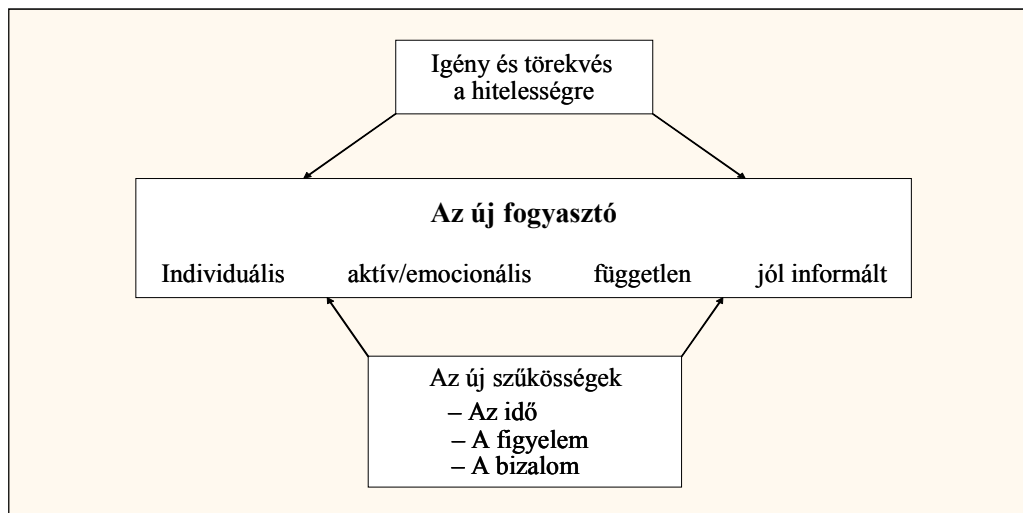 Igény és törekvés
a hitelességre
Az új fogyasztó
Individuális aktív/emocionális független jól informált
Az új szűkösségek
– Az idő
– A figyelem
– A bizalom